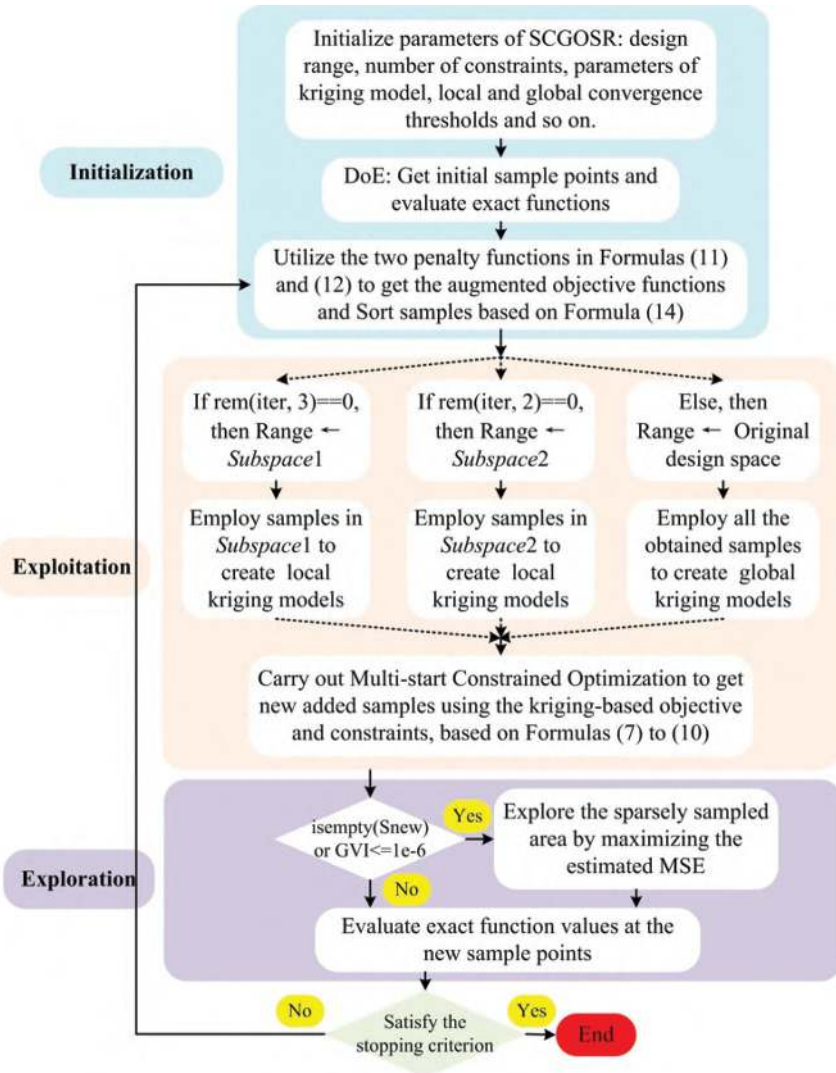 Initialize parameters of SCGOSR: design
range, number of constraints, parameters of
kriging model, local and global convergence
thresholds and so on.
Initialization
DoE: Get initial sample points and
evaluate exact functions
Utilize the two penalty functions in Formulas (11)
and (12) to get the augmented objective functions
and Sort samples based on Formula (14)
If rem(iter, 3)==0,
then Range ←
Subspace1
If rem(iter, 2)==0,
then Range ←
Subspace2
Else, then
Range ← Original
design space
Exploitation
Employ samples in
Subspace1 to
create local
kriging models
Employ samples in
Subspace2 to
create local
kriging models
Employ all the
obtained samples
to create global
kriging models
Carry out Multi-start Constrained Optimization to get
new added samples using the kriging-based objective
and constraints, based on Formulas (7) to (10)
Exploration
isempty(Snew)
or GVI<=1e-6
Yes
Explore the sparsely sampled
area by maximizing the
estimated MSE
No
Evaluate exact function values at the
new sample points
No
Satisfy the
stopping criterion
Yes
End